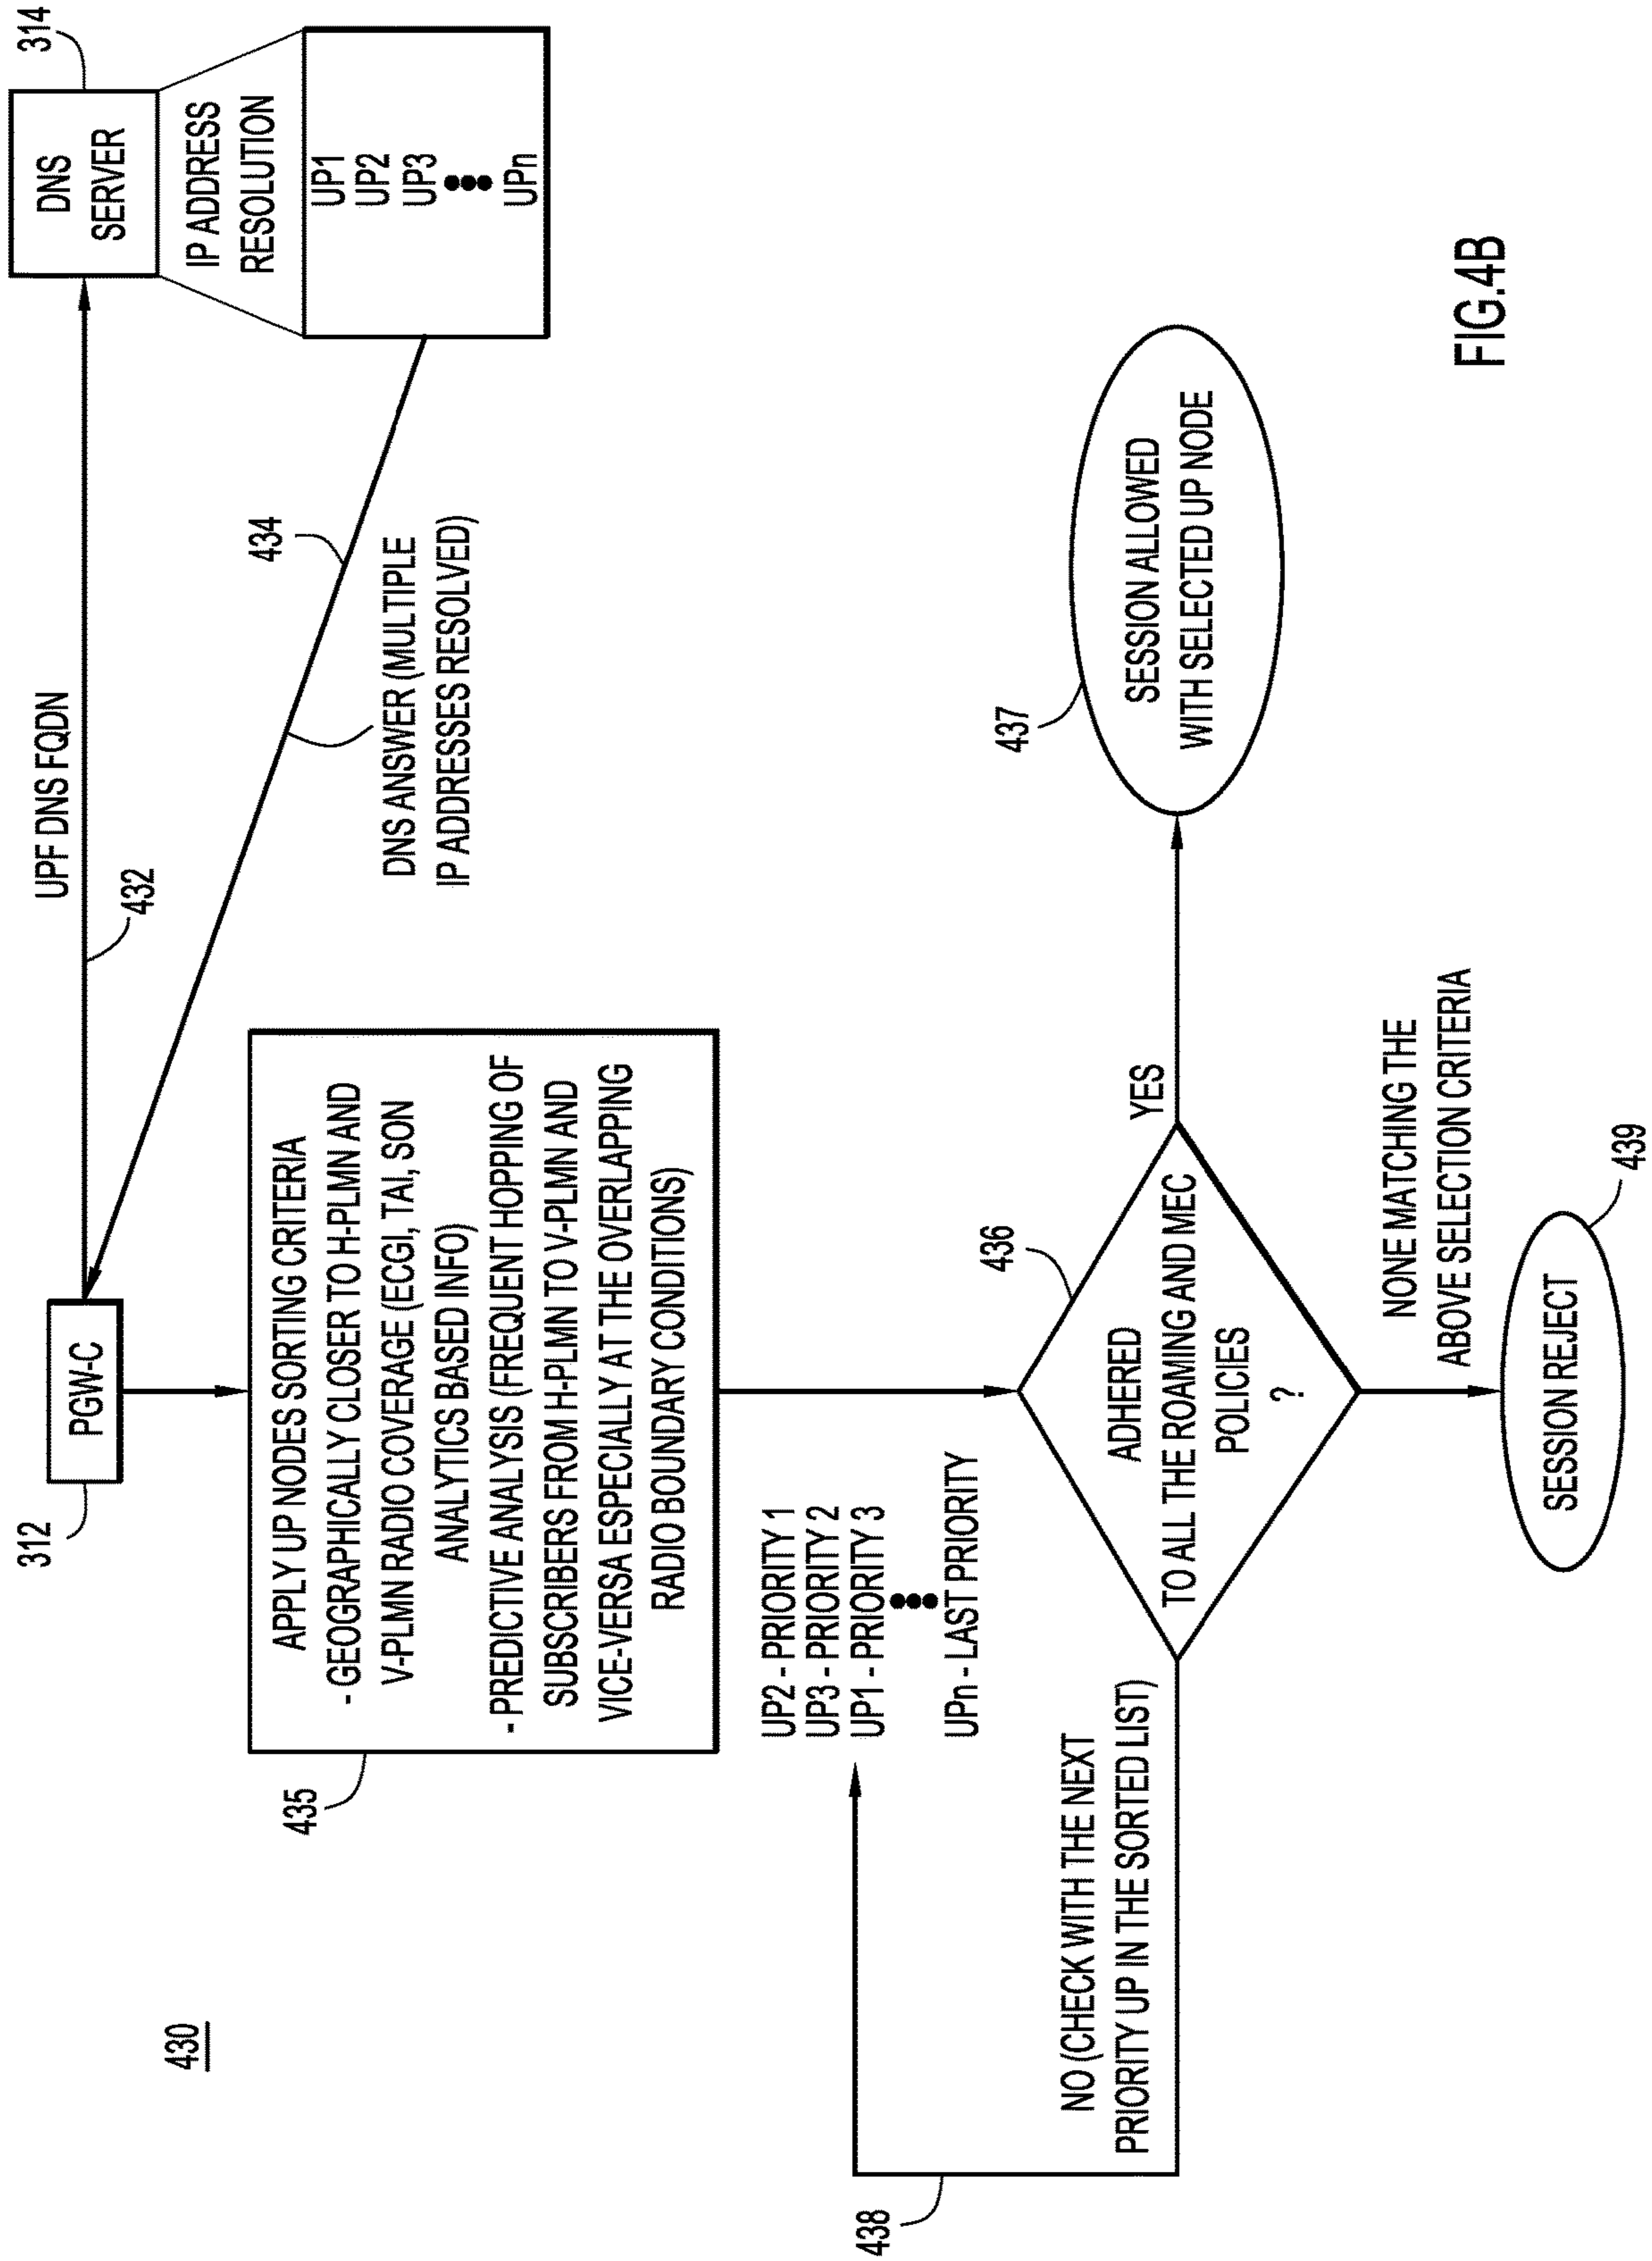 430
312
PGW-C
UPF DNS FQDN
432
DNS
SERVER
314
IP ADDRESS
RESOLUTION
UP1
UP2
UP3
UPn
434
DNS ANSWER (MULTIPLE
IP ADDRESSES RESOLVED)
435
APPLY UP NODES SORTING CRITERIA
- GEOGRAPHICALLY CLOSER TO H-PLMN AND
V-PLMN RADIO COVERAGE (ECGI, TAI, SON
ANALYTICS BASED INFO)
- PREDICTIVE ANALYSIS (FREQUENT HOPPING OF
SUBSCRIBERS FROM H-PLMN TO V-PLMN AND
VICE-VERSA ESPECIALLY AT THE OVERLAPPING
RADIO BOUNDARY CONDITIONS)
UP2 - PRIORITY 1
UP3 - PRIORITY 2
UP1 - PRIORITY 3
UPn - LAST PRIORITY
436
ADHERED
TO ALL THE ROAMING AND MEC
POLICIES
?
YES
437
SESSION ALLOWED
WITH SELECTED UP NODE
438
NO (CHECK WITH THE NEXT
PRIORITY UP IN THE SORTED LIST)
NONE MATCHING THE
ABOVE SELECTION CRITERIA
SESSION REJECT
439
FIG.4B